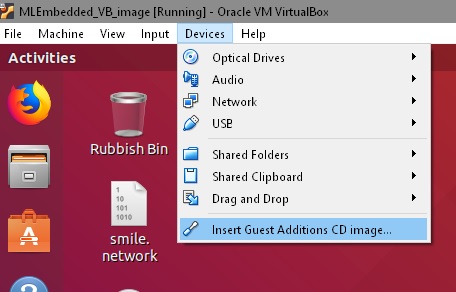 MLEmbedded_VB_image [Running] - Oracle VM VirtualBox
File Machine View Input Devices Help
Activities
Optical Drives
Audio
Network
USB
Rubbish Bin
Shared Folders
Shared Clipboard
Drag and Drop
1
10
101
1010
smile.
network
Insert Guest Additions CD image...